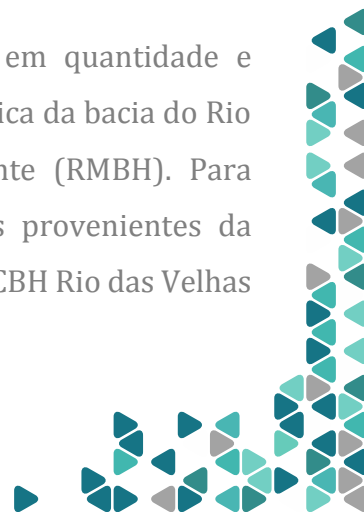 em quantidade e
ica da bacia do Rio
nte (RMBH). Para
s provenientes da
CBH Rio das Velhas